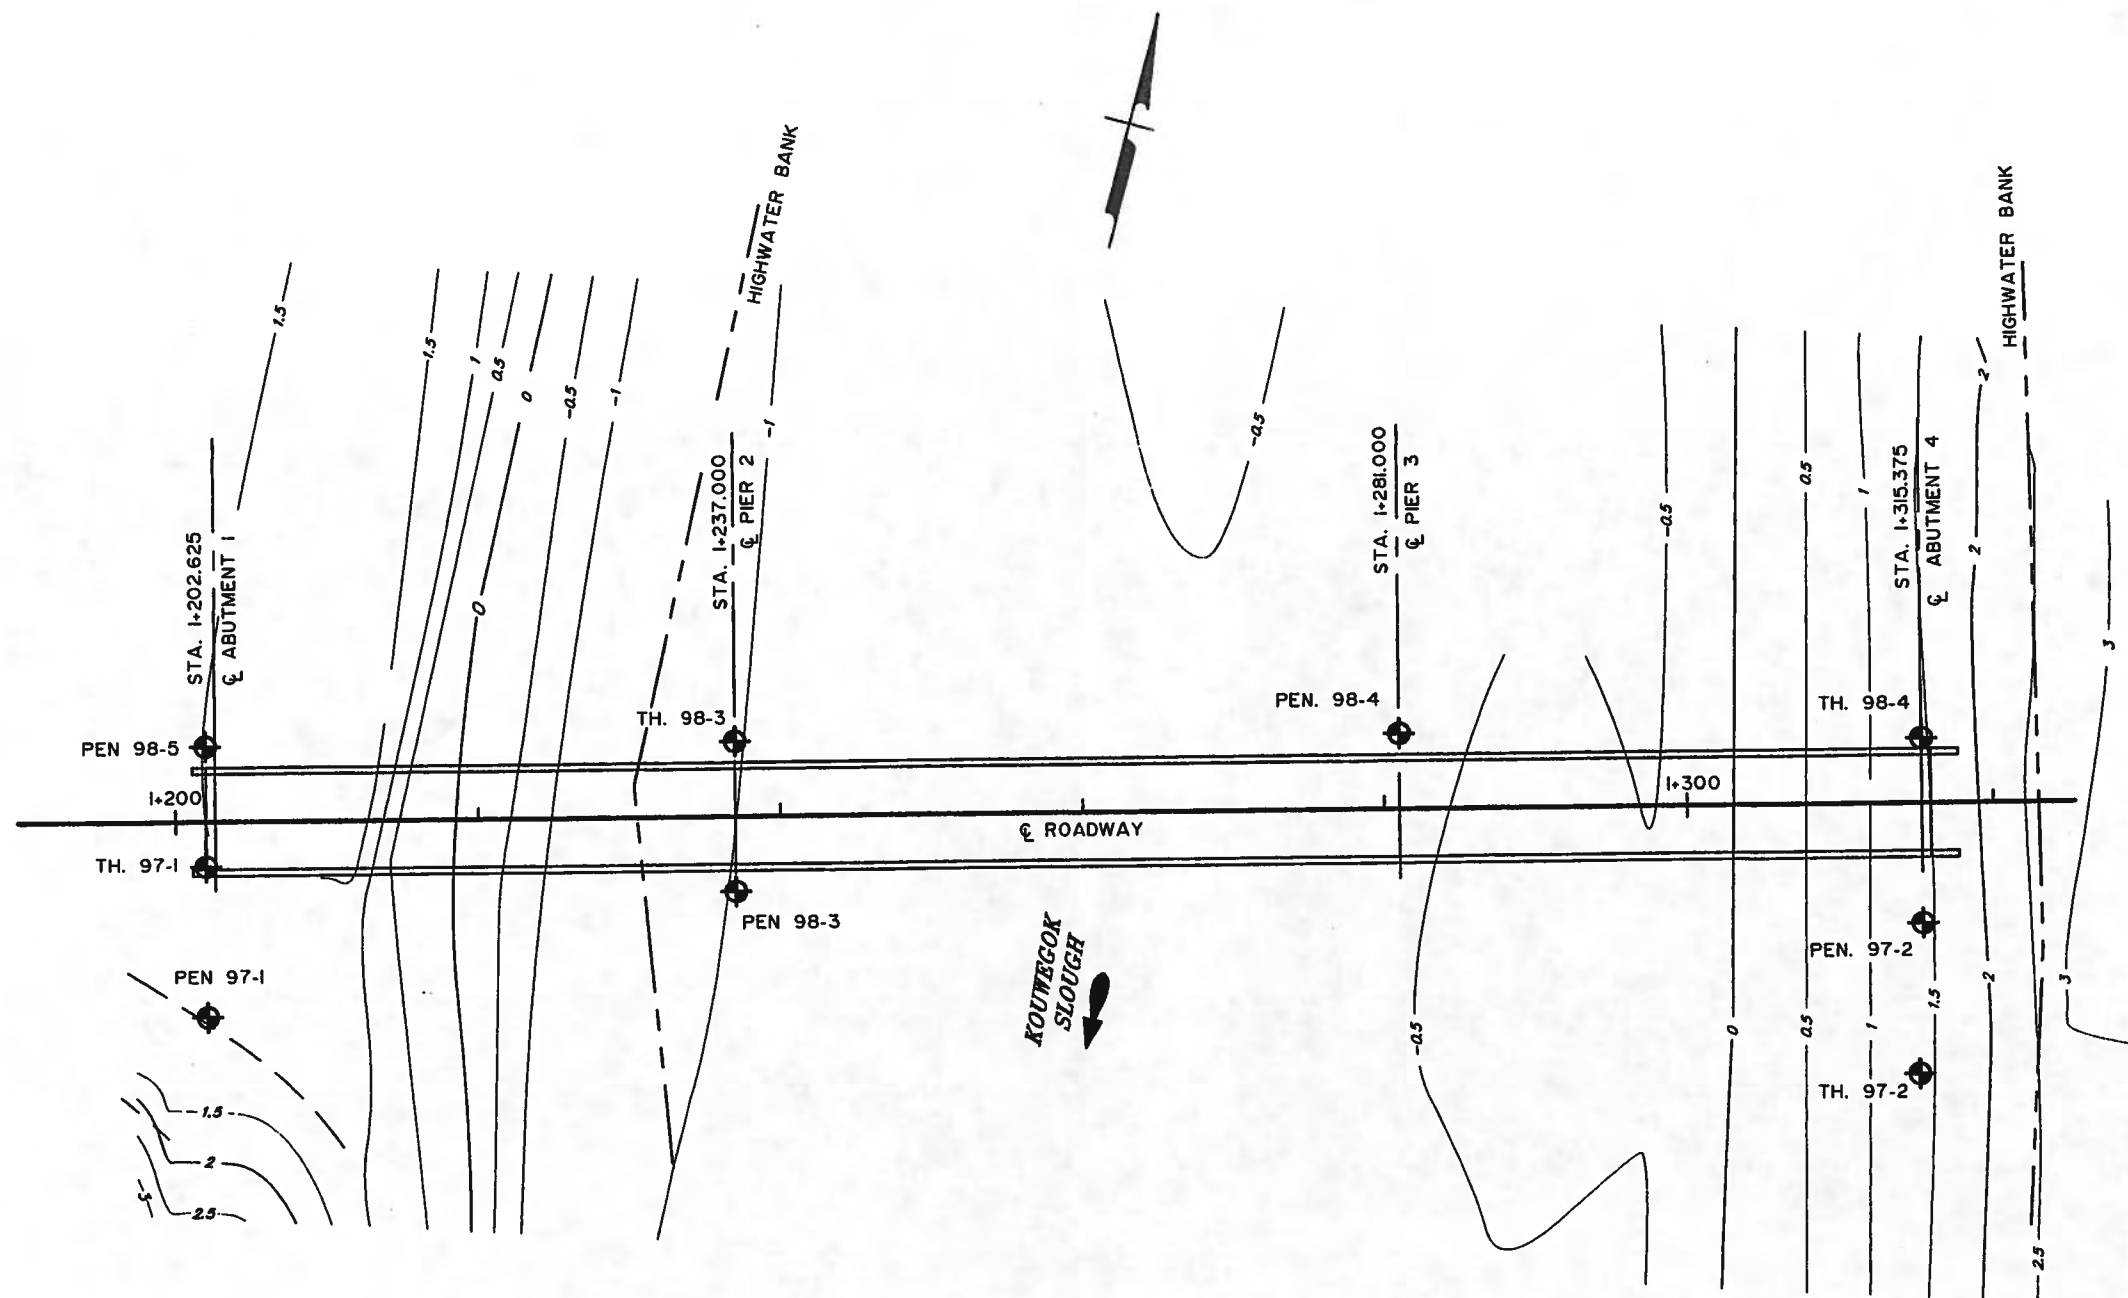 HIGHWATER BANK
HIGHWATER BANK
1.5
1.5
1
0.5
0
-0.5
-1
-1
-0.5
-0.5
0.5
1
2
2
3
0
STA. 1+202.625
℄ ABUTMENT 1
STA. 1+237.000
℄ PIER 2
STA. 1+281.000
℄ PIER 3
STA. 1+315.375
℄ ABUTMENT 4
PEN 98-5
TH. 98-3
PEN. 98-4
TH. 98-4
1+200
1+300
℄ ROADWAY
TH. 97-1
PEN 98-3
PEN. 97-2
PEN 97-1
KOUWEGOK
SLOUGH
-0.5
0
0.5
1
1.5
2
3
TH. 97-2
1.5
2
2.5
3
2.5